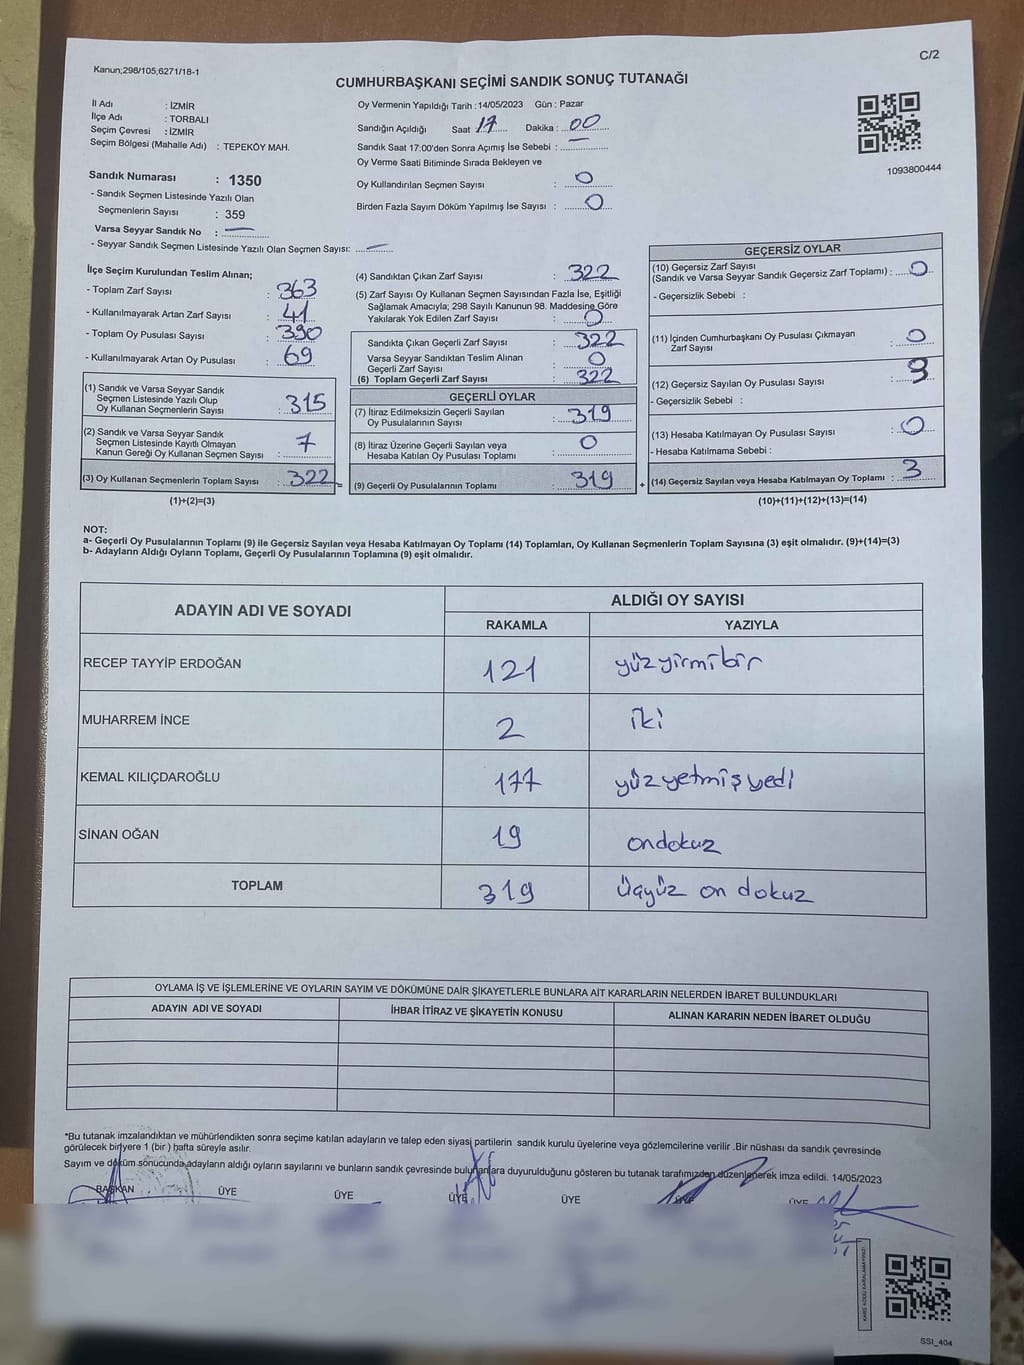 C/2
Kanun;298/105;6271/18-1
CUMHURBAŞKANI SEÇİMİ SANDIK SONUÇ TUTANAĞI
İl Adı : İZMİR
İlçe Adı : TORBALI
Seçim Çevresi : İZMİR
Seçim Bölgesi (Mahalle Adı) : TEPEKÖY MAH.
Sandık Numarası : 1350
- Sandık Seçmen Listesinde Yazılı Olan
Seçmenlerin Sayısı : 359
Varsa Seyyar Sandık No : —
- Seyyar Sandık Seçmen Listesinde Yazılı Olan Seçmen Sayısı: —
Oy Vermenin Yapıldığı Tarih : 14/05/2023 Gün : Pazar
Sandığın Açıldığı Saat 17 Dakika : 00
Sandık Saat 17:00'den Sonra Açımış İse Sebebi : —
Oy Verme Saati Bitiminde Sırada Bekleyen ve
Oy Kullandırılan Seçmen Sayısı : 0
Birden Fazla Sayım Döküm Yapılmış İse Sayısı : 0
1093800444
İlçe Seçim Kurulundan Teslim Alınan;
- Toplam Zarf Sayısı : 363
- Kullanılmayarak Artan Zarf Sayısı : 41
- Toplam Oy Pusulası Sayısı : 390
- Kullanılmayarak Artan Oy Pusulası : 69
(1) Sandık ve Varsa Seyyar Sandık
Seçmen Listesinde Yazılı Olup
Oy Kullanan Seçmenlerin Sayısı : 315
(2) Sandık ve Varsa Seyyar Sandık
Seçmen Listesinde Kayıtlı Olmayan
Kanun Gereği Oy Kullanan Seçmen Sayısı : 7
(3) Oy Kullanan Seçmenlerin Toplam Sayısı : 322
(1)+(2)=(3)
(4) Sandıktan Çıkan Zarf Sayısı : 322
(5) Zarf Sayısı Oy Kullanan Seçmen Sayısından Fazla İse, Eşitliği
Sağlamak Amacıyla; 298 Sayılı Kanunun 98. Maddesine Göre
Yakılarak Yok Edilen Zarf Sayısı : 0
Sandıkta Çıkan Geçerli Zarf Sayısı : 322
Varsa Seyyar Sandıktan Teslim Alınan
Geçerli Zarf Sayısı : 0
(6) Toplam Geçerli Zarf Sayısı : 322
GEÇERLİ OYLAR
(7) İtiraz Edilmeksizin Geçerli Sayılan
Oy Pusulalarının Sayısı : 319
(8) İtiraz Üzerine Geçerli Sayılan veya
Hesaba Katılan Oy Pusulası Toplamı : 0
(9) Geçerli Oy Pusulalarının Toplamı : 319
=
+
GEÇERSİZ OYLAR
(10) Geçersiz Zarf Sayısı
(Sandık ve Varsa Seyyar Sandık Geçersiz Zarf Toplamı) : 0
- Geçersizlik Sebebi :
(11) İçinden Cumhurbaşkanı Oy Pusulası Çıkmayan
Zarf Sayısı : 0
(12) Geçersiz Sayılan Oy Pusulası Sayısı : 3
- Geçersizlik Sebebi :
(13) Hesaba Katılmayan Oy Pusulası Sayısı : 0
- Hesaba Katılmama Sebebi :
(14) Geçersiz Sayılan veya Hesaba Katılmayan Oy Toplamı : 3
(10)+(11)+(12)+(13)=(14)
NOT:
a- Geçerli Oy Pusulalarının Toplamı (9) ile Geçersiz Sayılan veya Hesaba Katılmayan Oy Toplamı (14) Toplamları, Oy Kullanan Seçmenlerin Toplam Sayısına (3) eşit olmalıdır. (9)+(14)=(3)
b- Adayların Aldığı Oyların Toplamı, Geçerli Oy Pusulalarının Toplamına (9) eşit olmalıdır.
ADAYIN ADI VE SOYADI ALDIĞI OY SAYISI
RAKAMLA YAZIYLA
RECEP TAYYİP ERDOĞAN 121 yüzyirmibir
MUHARREM İNCE 2 iki
KEMAL KILIÇDAROĞLU 177 yüzyetmişyedi
SİNAN OĞAN 19 ondokuz
TOPLAM 319 üçyüz on dokuz
OYLAMA İŞ VE İŞLEMLERİNE VE OYLARIN SAYIM VE DÖKÜMÜNE DAİR ŞİKAYETLERLE BUNLARA AİT KARARLARIN NELERDEN İBARET BULUNDUKLARI
ADAYIN ADI VE SOYADI İHBAR İTİRAZ VE ŞİKAYETİN KONUSU ALINAN KARARIN NEDEN İBARET OLDUĞU
*Bu tutanak imzalandıktan ve mühürlendikten sonra seçime katılan adayların ve talep eden siyasi partilerin sandık kurulu üyelerine veya gözlemcilerine verilir .Bir nüshası da sandık çevresinde
görülecek bir yere 1 (bir ) hafta süreyle asılır.
Sayım ve döküm sonucunda adayların aldığı oyların sayılarını ve bunların sandık çevresinde bulunanlara duyurulduğunu gösteren bu tutanak tarafımızdan düzenlenerek imza edildi. 14/05/2023
BAŞKAN ÜYE ÜYE ÜYE ÜYE ÜYE ÜYE
KARE KODU KARALAMAYINIZ!
SSİ_404